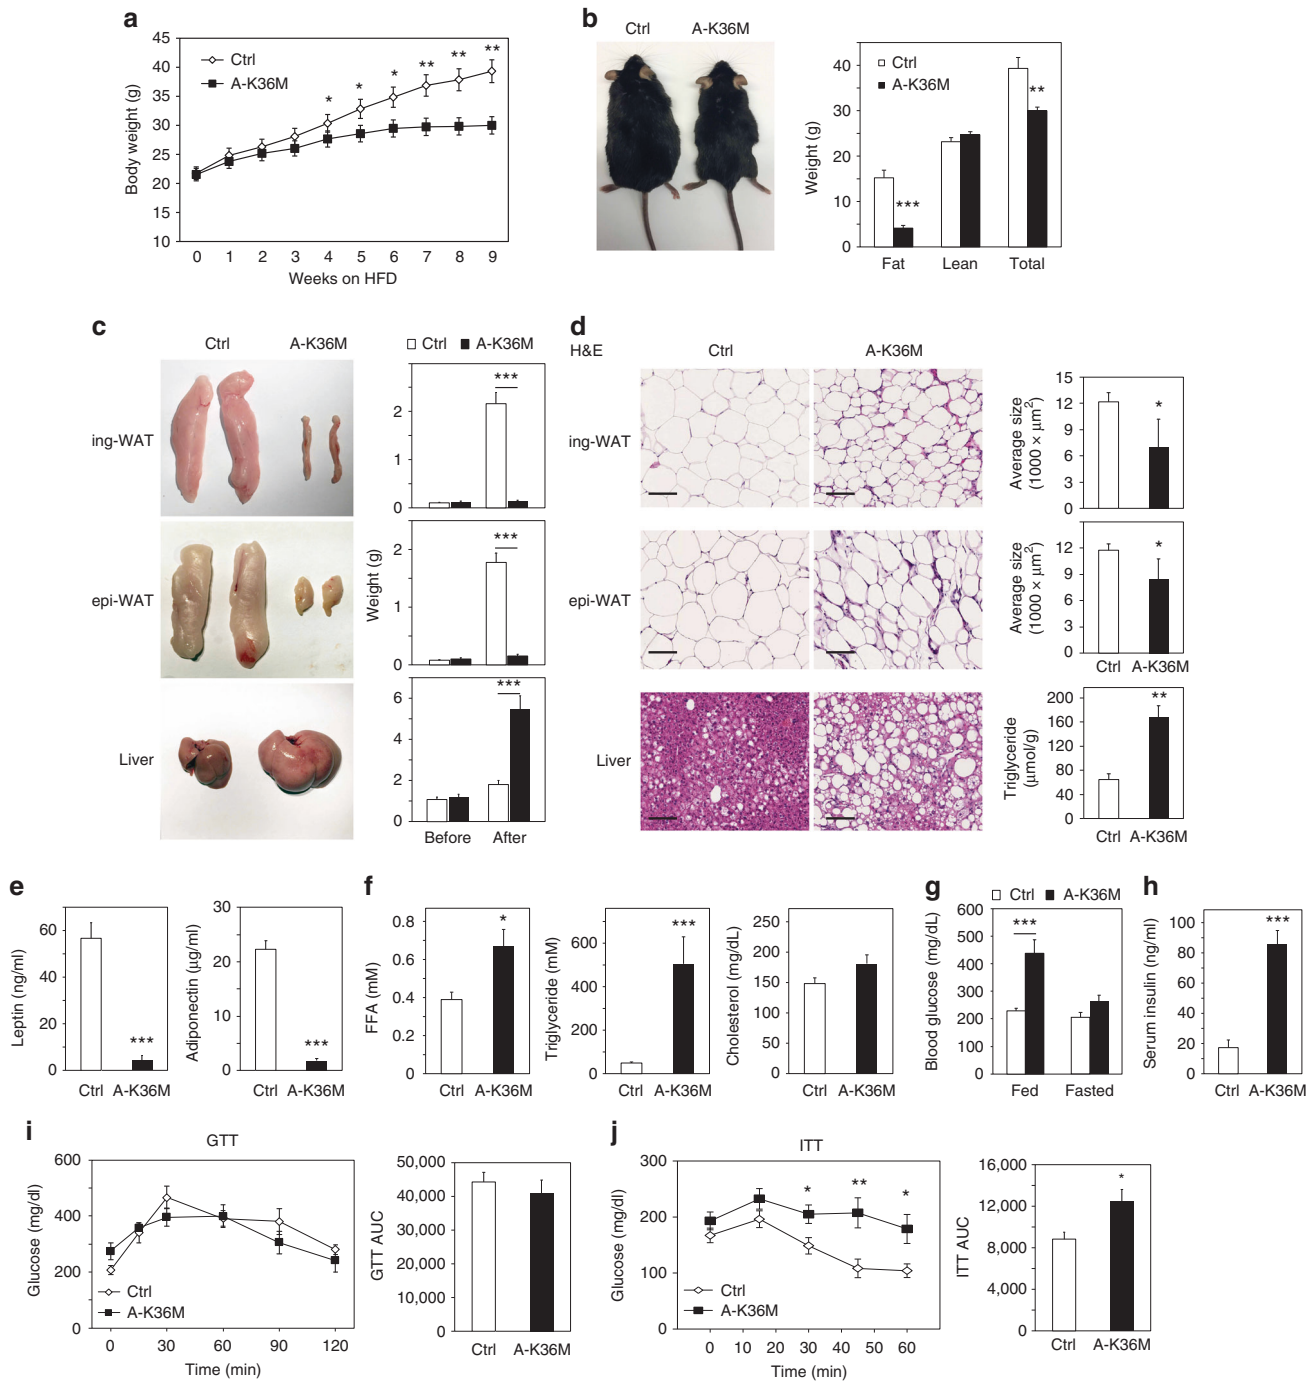 a
45
40
35
30
25
20
15
10
Body weight (g)
Ctrl
A-K36M
* * * ** ** **
0 1 2 3 4 5 6 7 8 9
Weeks on HFD
b
Ctrl A-K36M
Weight (g)
40
30
20
10
0
Ctrl
A-K36M
***
**
Fat Lean Total
c
Ctrl A-K36M
ing-WAT
epi-WAT
Liver
Ctrl A-K36M
Weight (g)
***
2
1
0
***
2
1
0
***
6
4
2
0
Before After
d
H&E Ctrl A-K36M
ing-WAT
epi-WAT
Liver
Average size
(1000 × μm²)
15
12
6
3
0
*
Average size
(1000 × μm²)
12
9
6
3
0
*
Ctrl A-K36M
Triglyceride
(μmol/g)
200
160
80
40
0
**
Ctrl A-K36M
e
Leptin (ng/ml)
60
40
20
0
***
Ctrl A-K36M
Adiponectin (μg/ml)
30
20
10
0
***
Ctrl A-K36M
f
FFA (mM)
0.8
0.6
0.4
0.2
0
*
Ctrl A-K36M
Triglyceride (mM)
600
400
200
0
***
Ctrl A-K36M
Cholesterol (mg/dL)
250
200
150
100
50
0
Ctrl A-K36M
g
Ctrl A-K36M
Blood glucose (mg/dL)
600
500
400
300
200
100
0
***
Fed Fasted
h
Serum insulin (ng/ml)
100
80
60
40
20
0
***
Ctrl A-K36M
i
GTT
Glucose (mg/dl)
600
400
200
0
Ctrl
A-K36M
0 30 60 90 120
Time (min)
GTT AUC
50,000
40,000
30,000
20,000
10,000
0
Ctrl A-K36M
j
ITT
Glucose (mg/dl)
300
200
100
0
* ** *
Ctrl
A-K36M
0 10 20 30 40 50 60
Time (min)
ITT AUC
16,000
12,000
8,000
4,000
0
*
Ctrl A-K36M